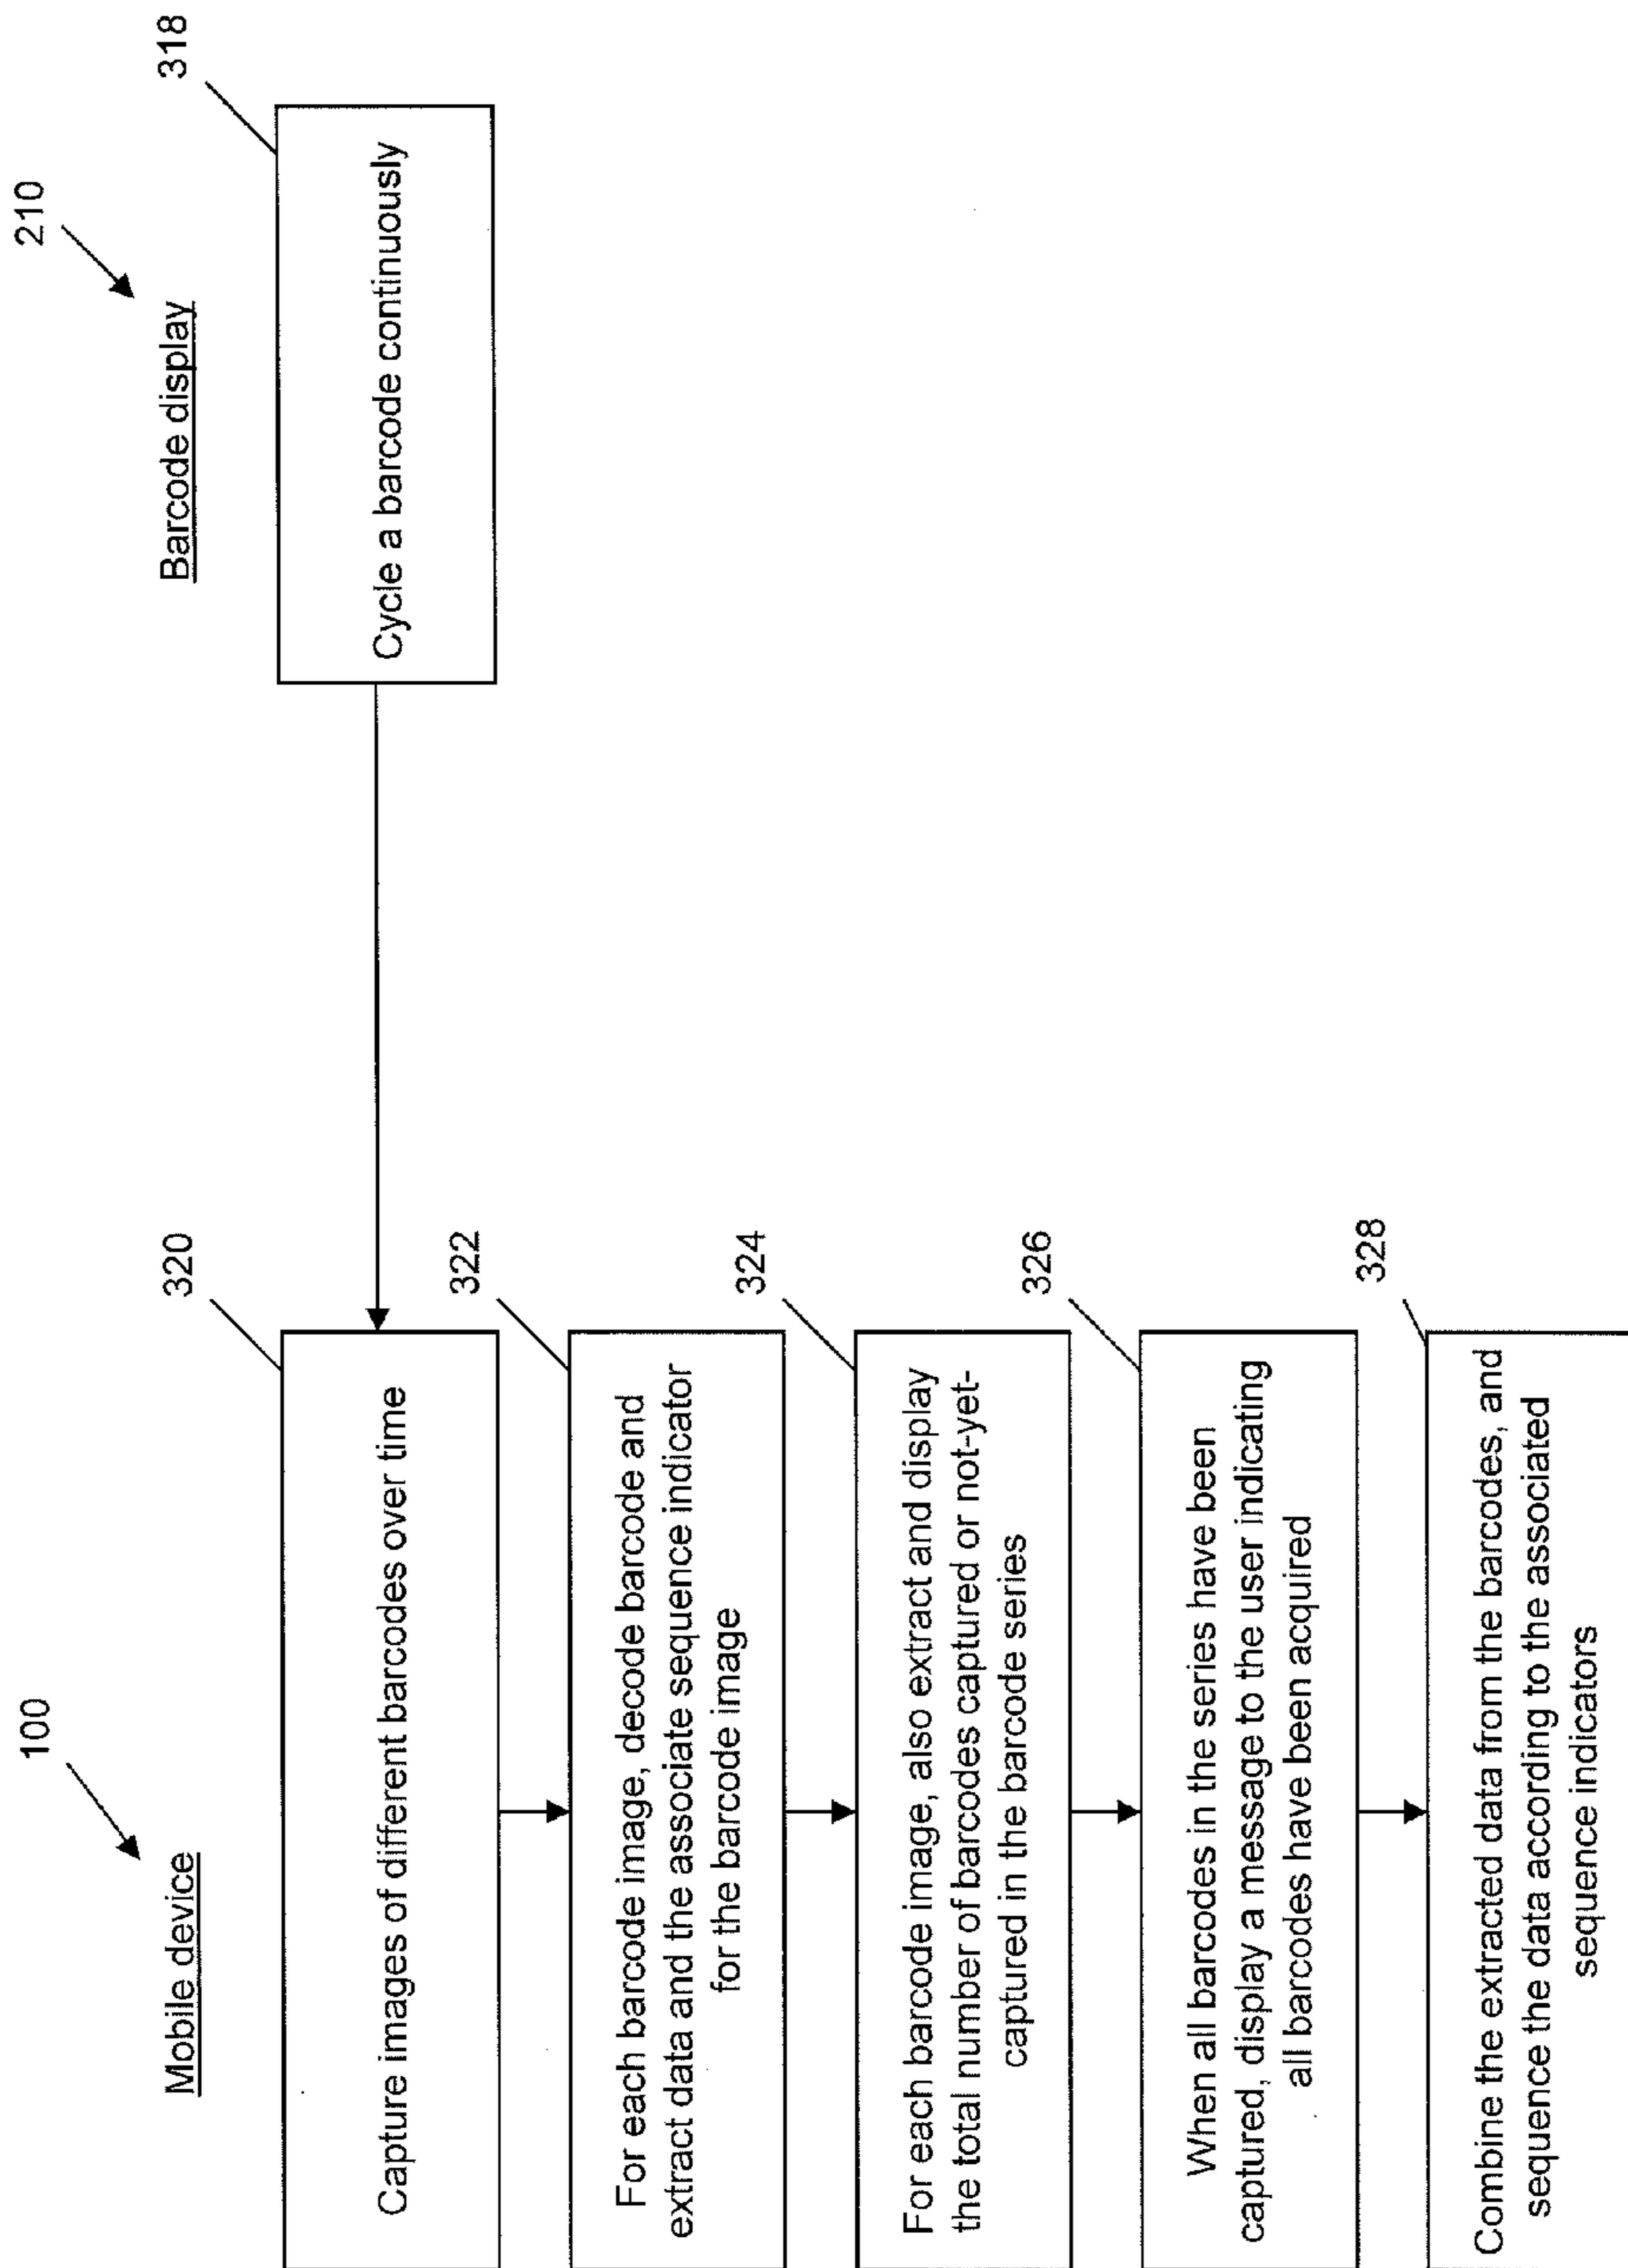 100
Mobile device
210
Barcode display
318
Cycle a barcode continuously
320
Capture images of different barcodes over time
322
For each barcode image, decode barcode and
extract data and the associate sequence indicator
for the barcode image
324
For each barcode image, also extract and display
the total number of barcodes captured or not-yet-
captured in the barcode series
326
When all barcodes in the series have been
captured, display a message to the user indicating
all barcodes have been acquired
328
Combine the extracted data from the barcodes, and
sequence the data according to the associated
sequence indicators